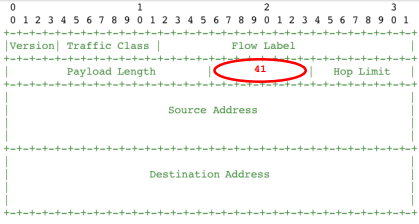 0 1 2 3
0 1 2 3 4 5 6 7 8 9 0 1 2 3 4 5 6 7 8 9 0 1 2 3 4 5 6 7 8 9 0 1
+-+-+-+-+-+-+-+-+-+-+-+-+-+-+-+-+-+-+-+-+-+-+-+-+-+-+-+-+-+-+-+-+
|Version| Traffic Class | Flow Label |
+-+-+-+-+-+-+-+-+-+-+-+-+-+-+-+-+-+-+-+-+-+-+-+-+-+-+-+-+-+-+-+-+
| Payload Length | 41 | Hop Limit |
+-+-+-+-+-+-+-+-+-+-+-+-+-+-+-+-+-+-+-+-+-+-+-+-+-+-+-+-+-+-+-+-+
| Source Address |
+-+-+-+-+-+-+-+-+-+-+-+-+-+-+-+-+-+-+-+-+-+-+-+-+-+-+-+-+-+-+-+-+
| Destination Address |
+-+-+-+-+-+-+-+-+-+-+-+-+-+-+-+-+-+-+-+-+-+-+-+-+-+-+-+-+-+-+-+-+